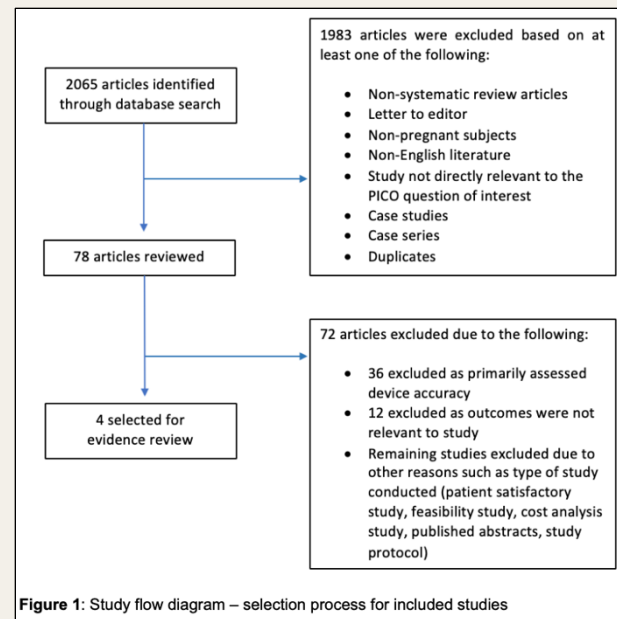 2065 articles identified
through database search
1983 articles were excluded based on at
least one of the following:
• Non-systematic review articles
• Letter to editor
• Non-pregnant subjects
• Non-English literature
• Study not directly relevant to the
PICO question of interest
• Case studies
• Case series
• Duplicates
78 articles reviewed
72 articles excluded due to the following:
• 36 excluded as primarily assessed
device accuracy
• 12 excluded as outcomes were not
relevant to study
• Remaining studies excluded due to
other reasons such as type of study
conducted (patient satisfactory
study, feasibility study, cost analysis
study, published abstracts, study
protocol)
4 selected for
evidence review
Figure 1: Study flow diagram – selection process for included studies